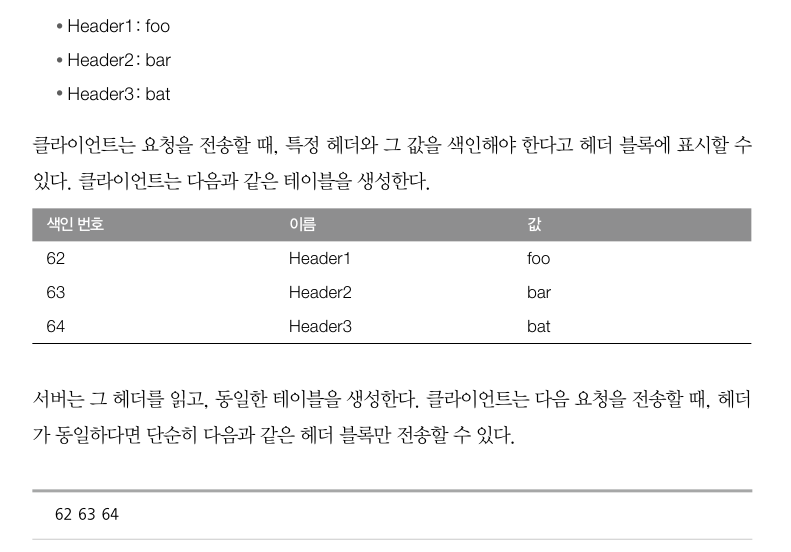 • Header1: foo
• Header2: bar
• Header3: bat
클라이언트는 요청을 전송할 때, 특정 헤더와 그 값을 색인해야 한다고 헤더 블록에 표시할 수
있다. 클라이언트는 다음과 같은 테이블을 생성한다.
색인 번호 이름 값
62 Header1 foo
63 Header2 bar
64 Header3 bat
서버는 그 헤더를 읽고, 동일한 테이블을 생성한다. 클라이언트는 다음 요청을 전송할 때, 헤더
가 동일하다면 단순히 다음과 같은 헤더 블록만 전송할 수 있다.
62 63 64